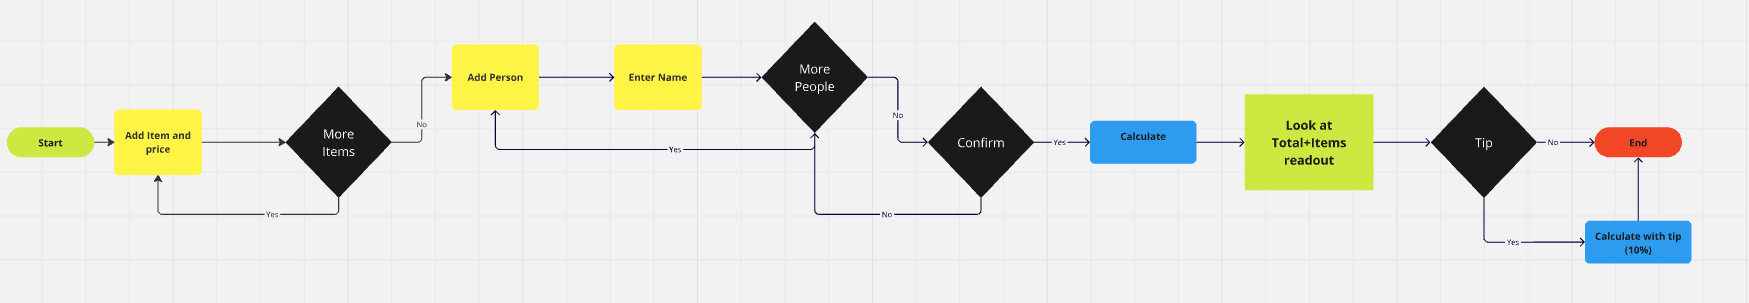 Start
Add Item and
price
More
Items
Yes
No
Add Person
Enter Name
More
People
Yes
No
Confirm
No
Yes
Calculate
Look at
Total+Items
readout
Tip
No
End
Yes
Calculate with tip
(10%)